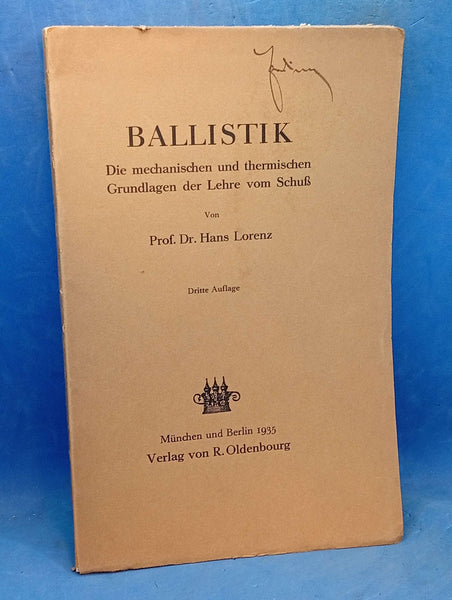 BALLISTIK
Die mechanischen und thermischen
Grundlagen der Lehre vom Schuß
Von
Prof. Dr. Hans Lorenz
Dritte Auflage
München und Berlin 1935
Verlag von R. Oldenbourg